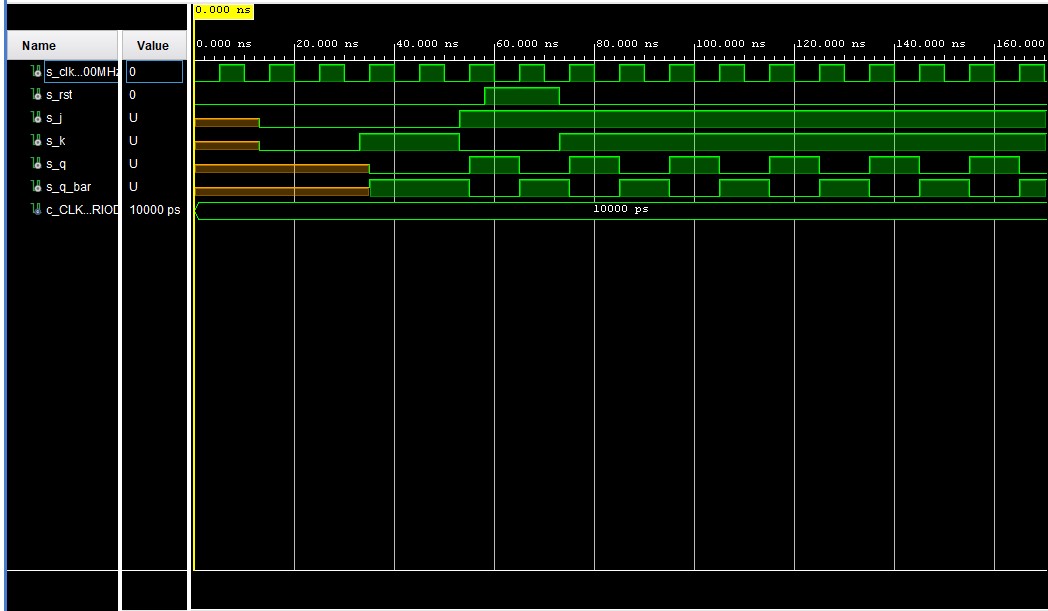 0.000 ns
Name Value
0.000 ns 20.000 ns 40.000 ns 60.000 ns 80.000 ns 100.000 ns 120.000 ns 140.000 ns 160.000
s_clk...00MHz 0
s_rst 0
s_j U
s_k U
s_q U
s_q_bar U
c_CLK...RIOD 10000 ps 10000 ps